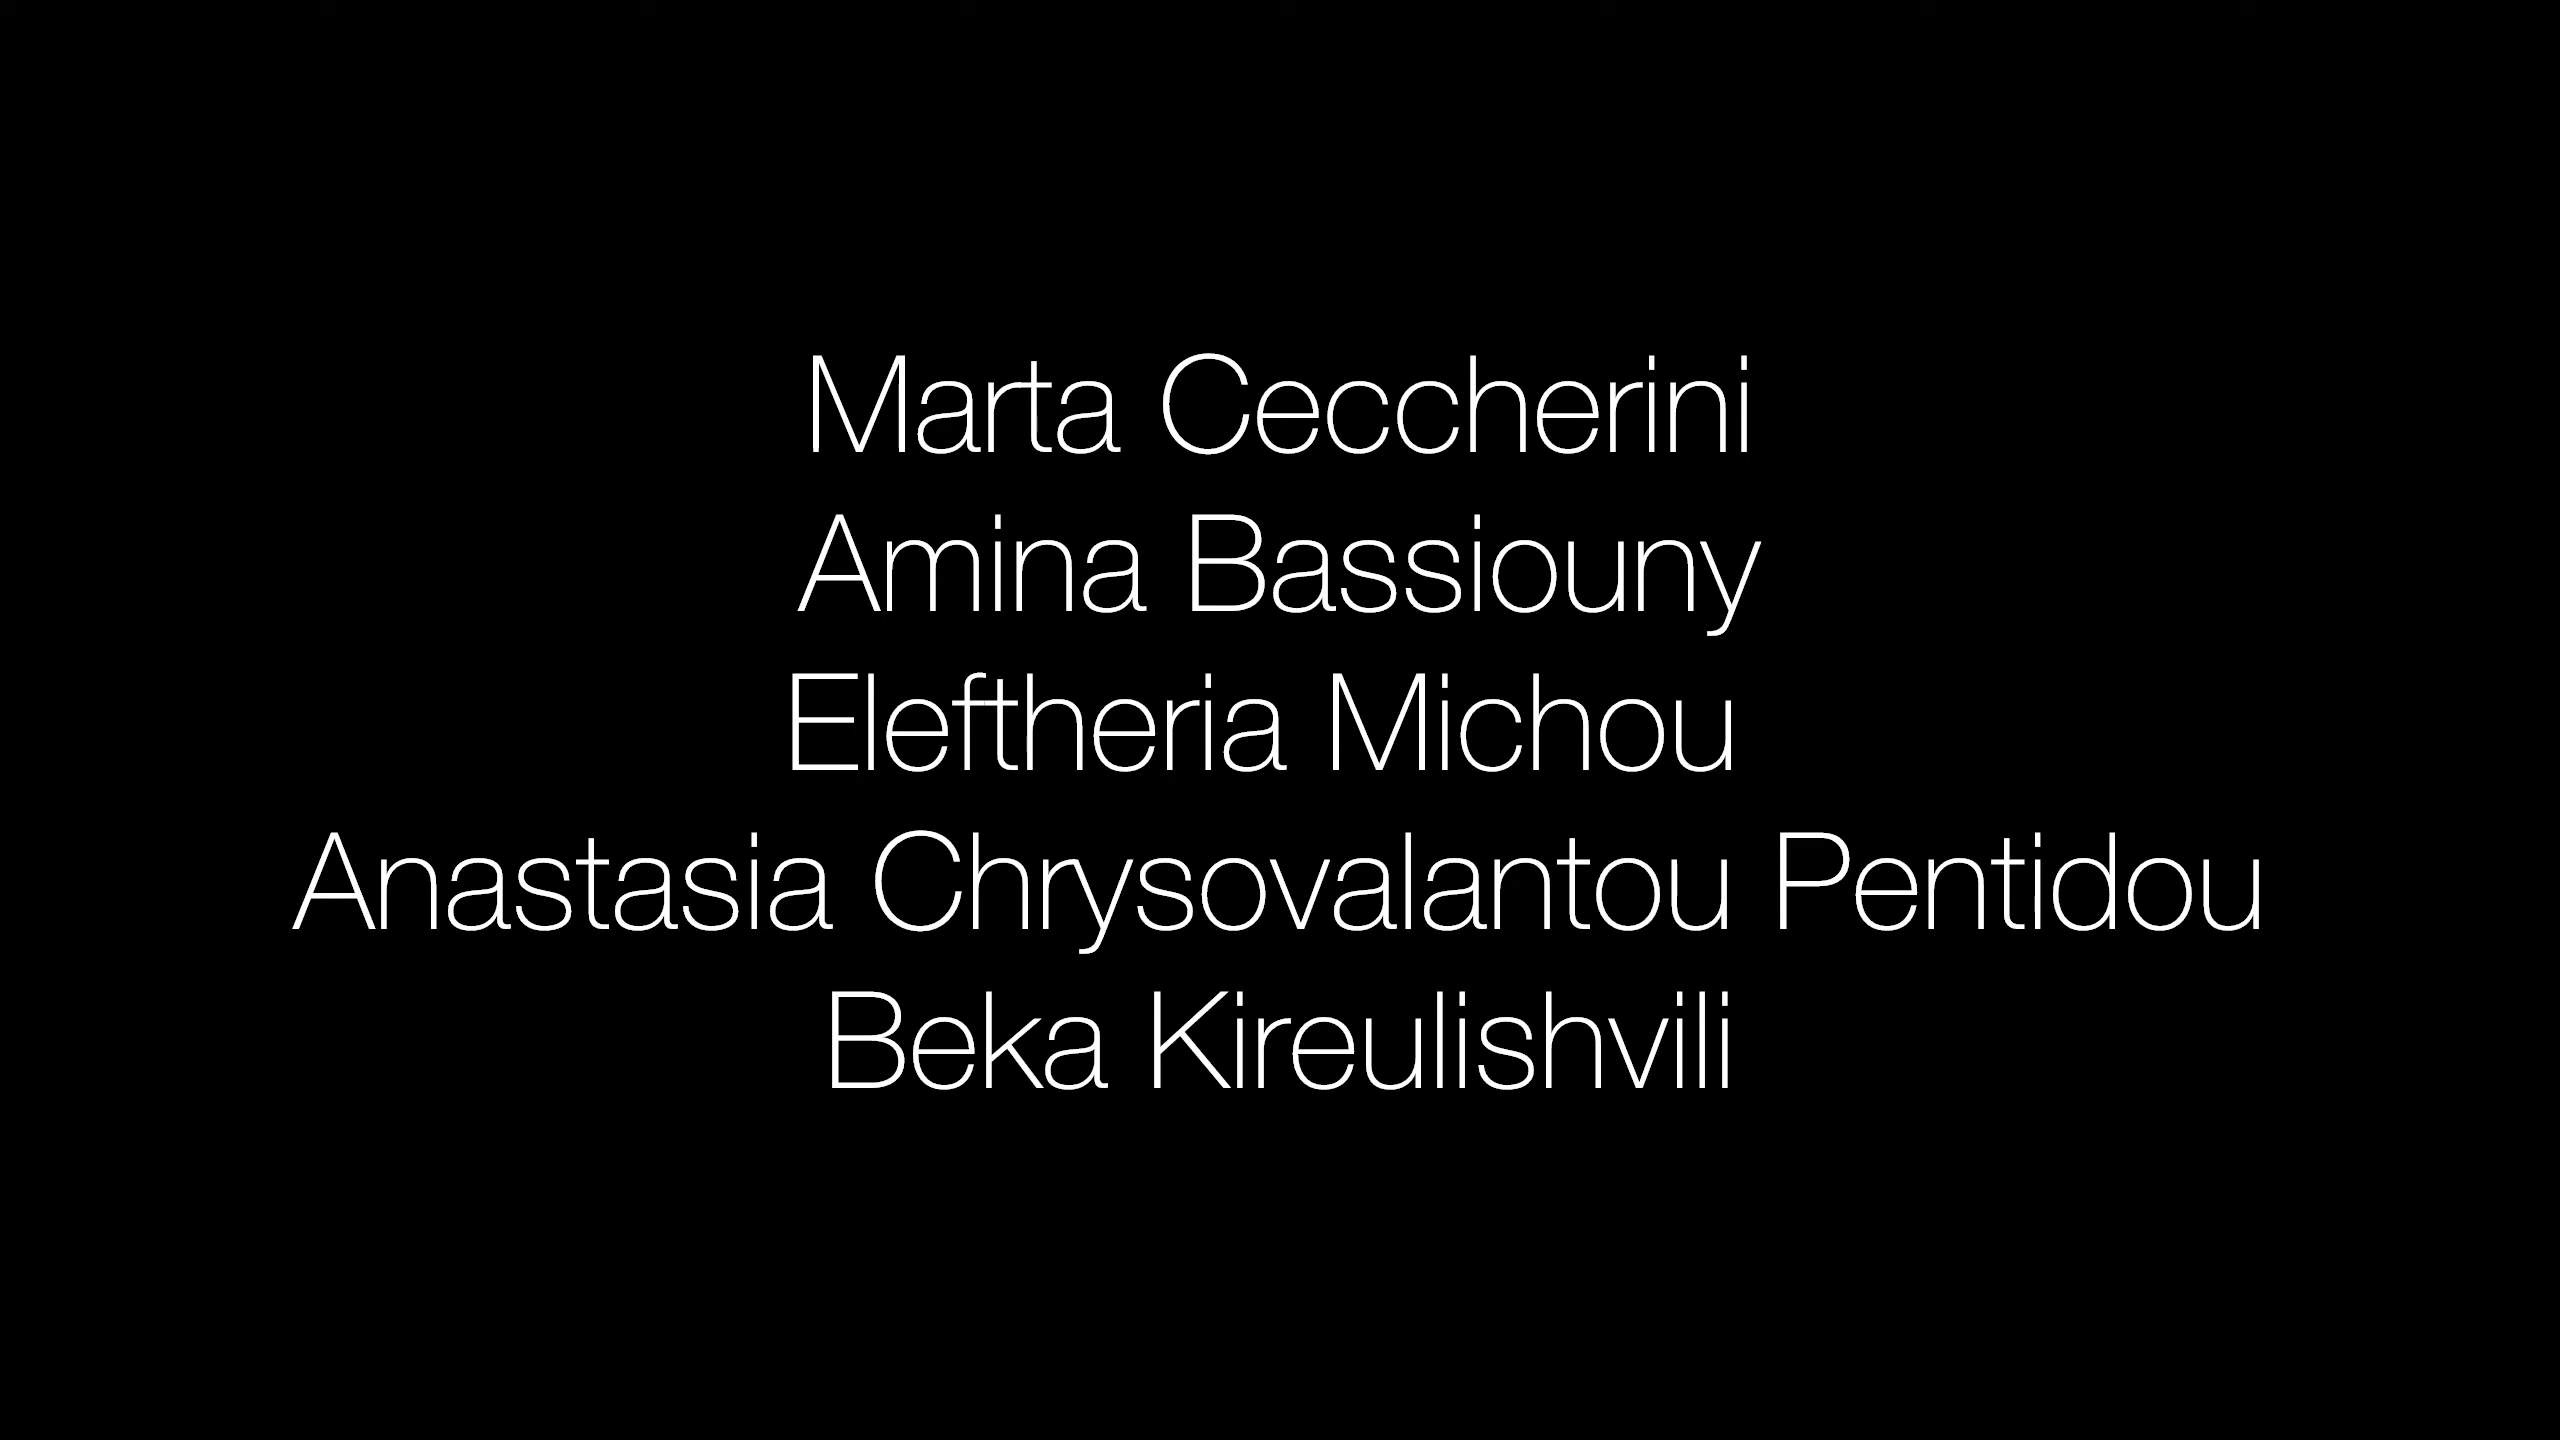 Marta Ceccherini
Amina Bassiouny
Eleftheria Michou
Anastasia Chrysovalantou Pentidou
Beka Kireulishvili